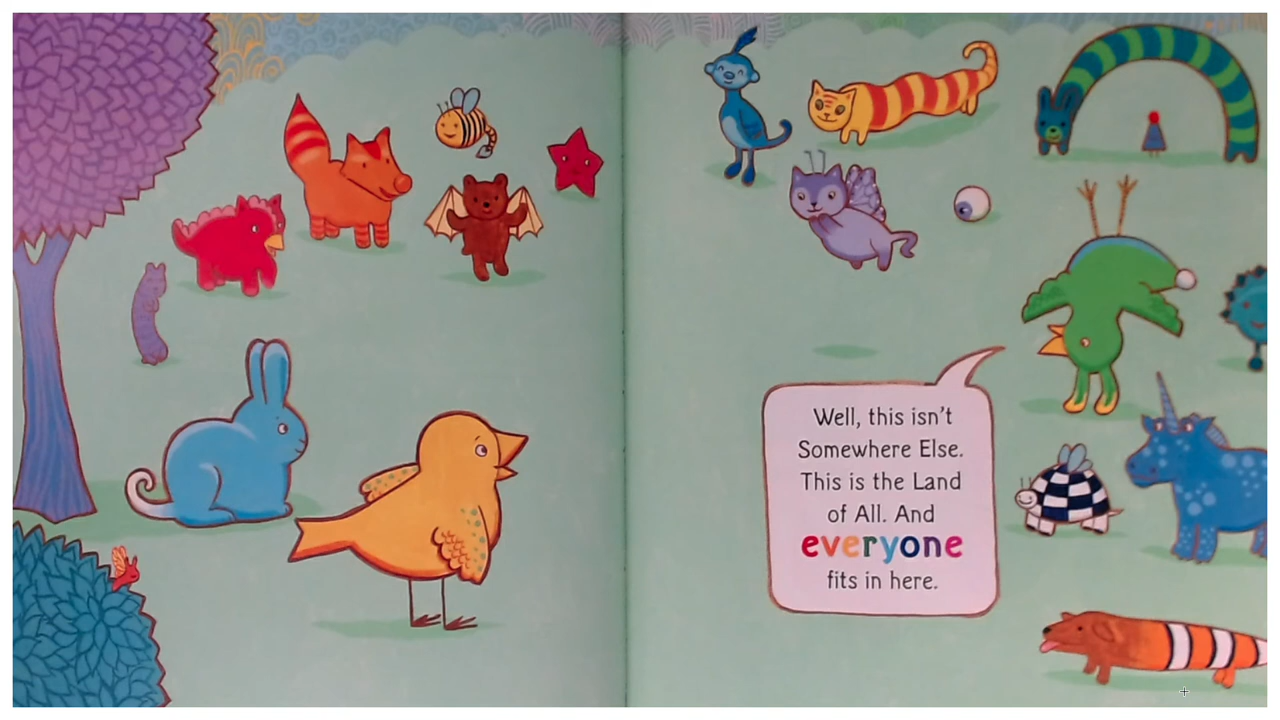 Well, this isn't
Somewhere Else.
This is the Land
of All. And
everyone
fits in here.